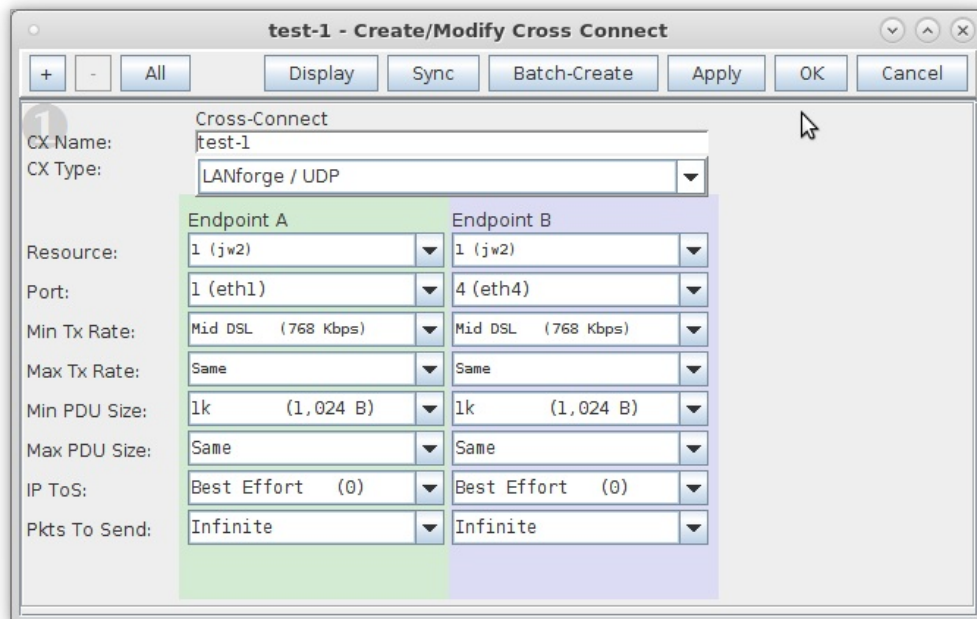 test-1 - Create/Modify Cross Connect
+ - All Display Sync Batch-Create Apply OK Cancel
1
Cross-Connect
CX Name: test-1
CX Type: LANforge / UDP
Endpoint A Endpoint B
Resource: 1 (jw2) 1 (jw2)
Port: 1 (eth1) 4 (eth4)
Min Tx Rate: Mid DSL (768 Kbps) Mid DSL (768 Kbps)
Max Tx Rate: Same Same
Min PDU Size: 1k (1,024 B) 1k (1,024 B)
Max PDU Size: Same Same
IP ToS: Best Effort (0) Best Effort (0)
Pkts To Send: Infinite Infinite